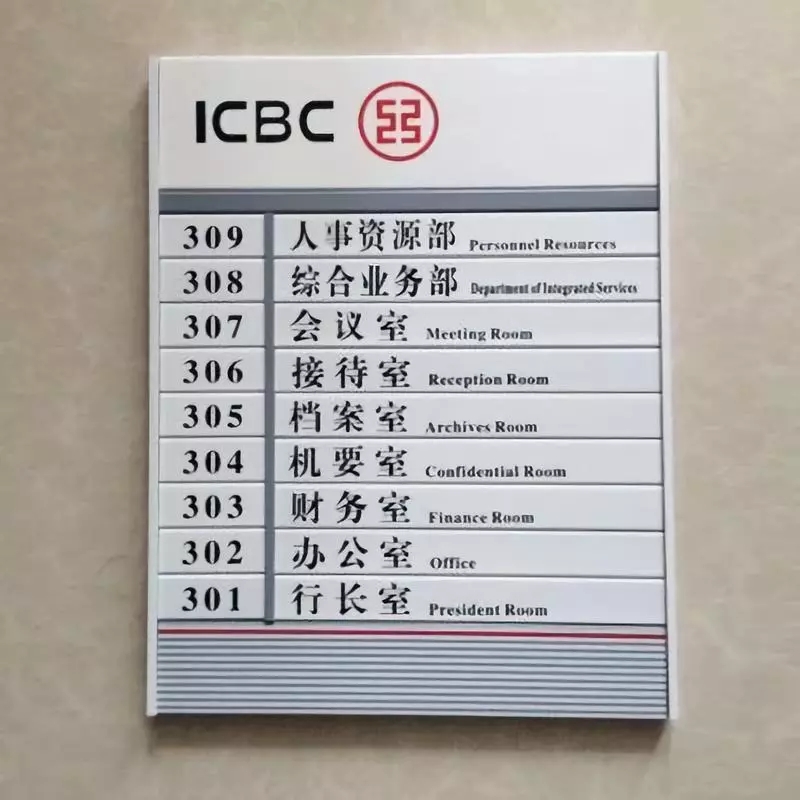 ICBC
309 人事资源部 Personnel Resources
308 综合业务部 Department of Integrated Services
307 会议室 Meeting Room
306 接待室 Reception Room
305 档案室 Archives Room
304 机要室 Confidential Room
303 财务室 Finance Room
302 办公室 Office
301 行长室 President Room